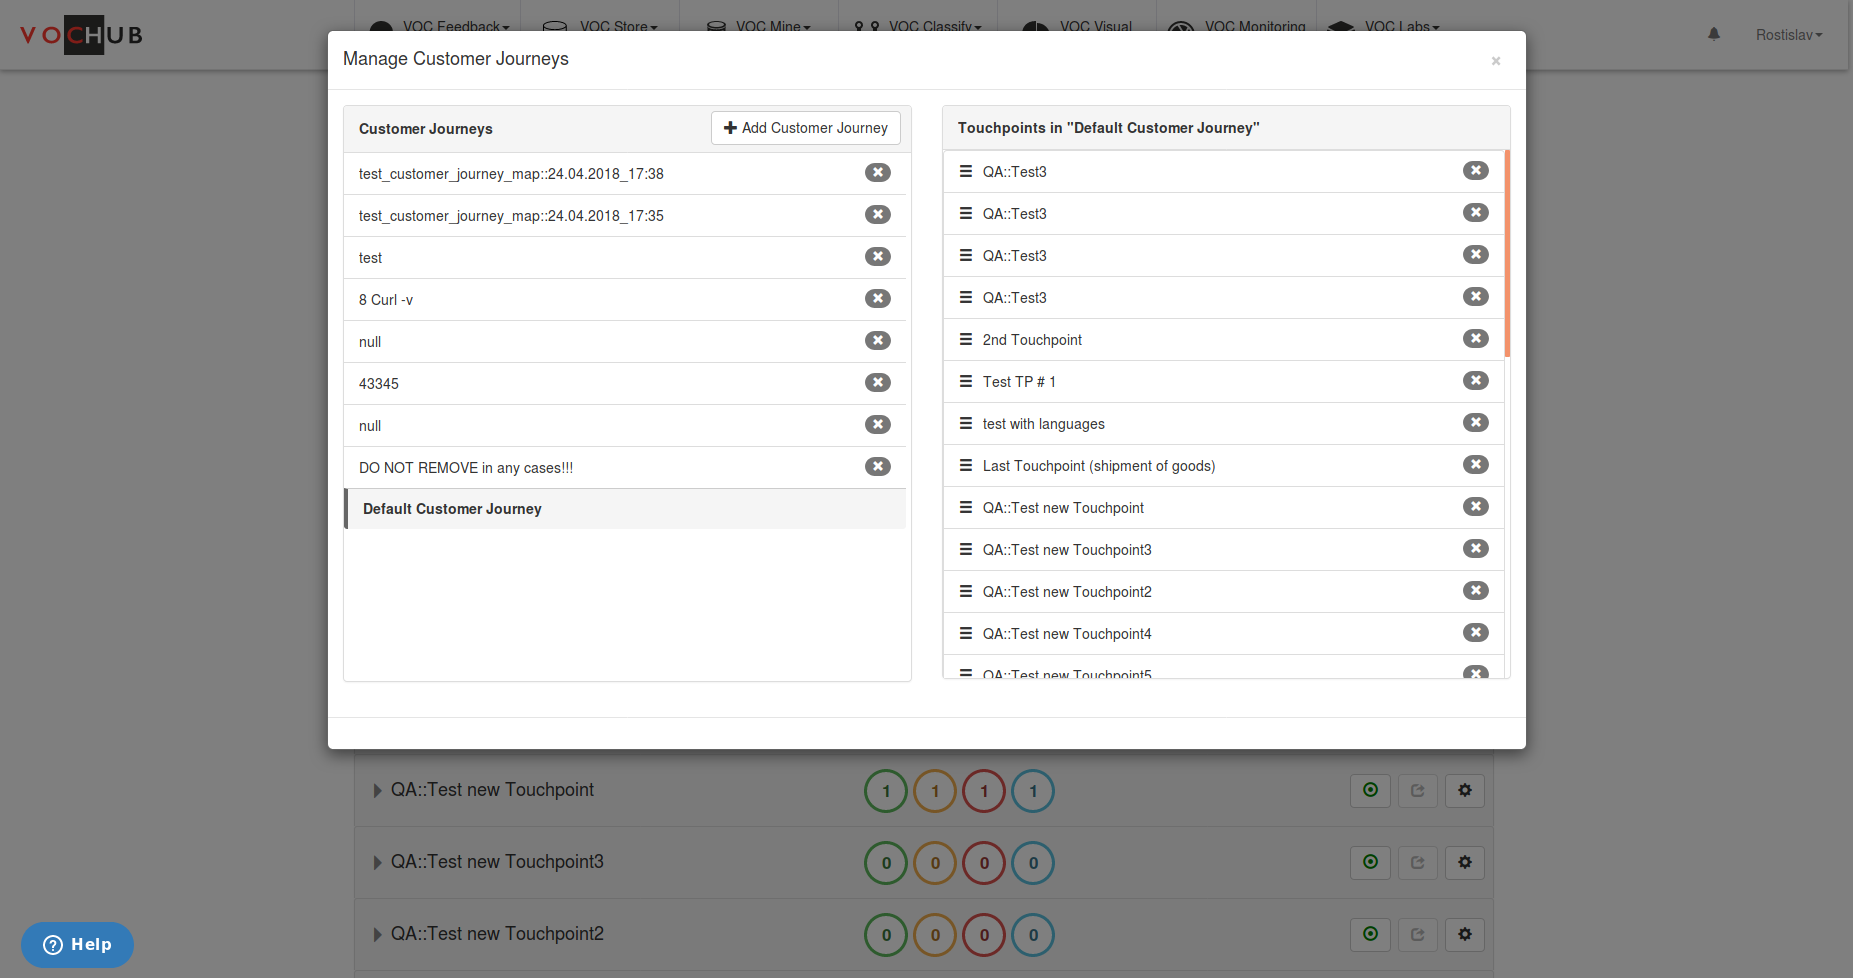 VOCHUB
VOC Feedback
VOC Store
VOC Mine
VOC Classify
VOC Visual
VOC Monitoring
VOC Labs
Rostislav
Manage Customer Journeys
×
Customer Journeys
Add Customer Journey
test_customer_journey_map::24.04.2018_17:38
test_customer_journey_map::24.04.2018_17:35
test
8 Curl -v
null
43345
null
DO NOT REMOVE in any cases!!!
Default Customer Journey
Touchpoints in "Default Customer Journey"
QA::Test3
QA::Test3
QA::Test3
QA::Test3
2nd Touchpoint
Test TP # 1
test with languages
Last Touchpoint (shipment of goods)
QA::Test new Touchpoint
QA::Test new Touchpoint3
QA::Test new Touchpoint2
QA::Test new Touchpoint4
QA::Test new Touchpoint5
QA::Test new Touchpoint 1 1 1 1
QA::Test new Touchpoint3 0 0 0 0
QA::Test new Touchpoint2 0 0 0 0
? Help